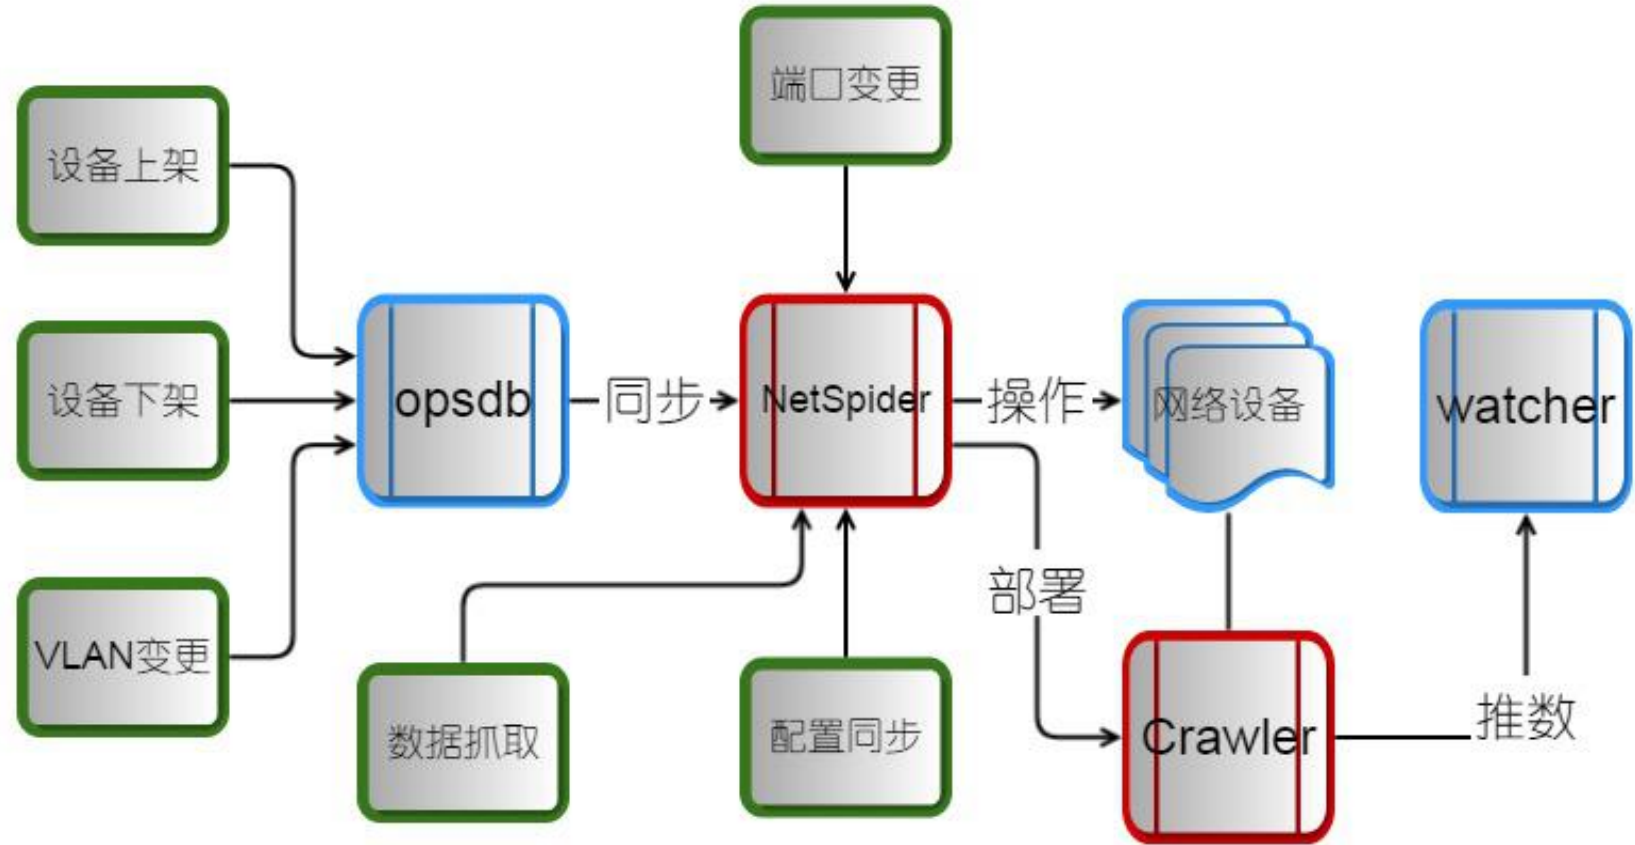 端口变更
设备上架
设备下架
opsdb
同步
NetSpider
操作
网络设备
watcher
部署
VLAN变更
数据抓取
配置同步
Crawler
推数